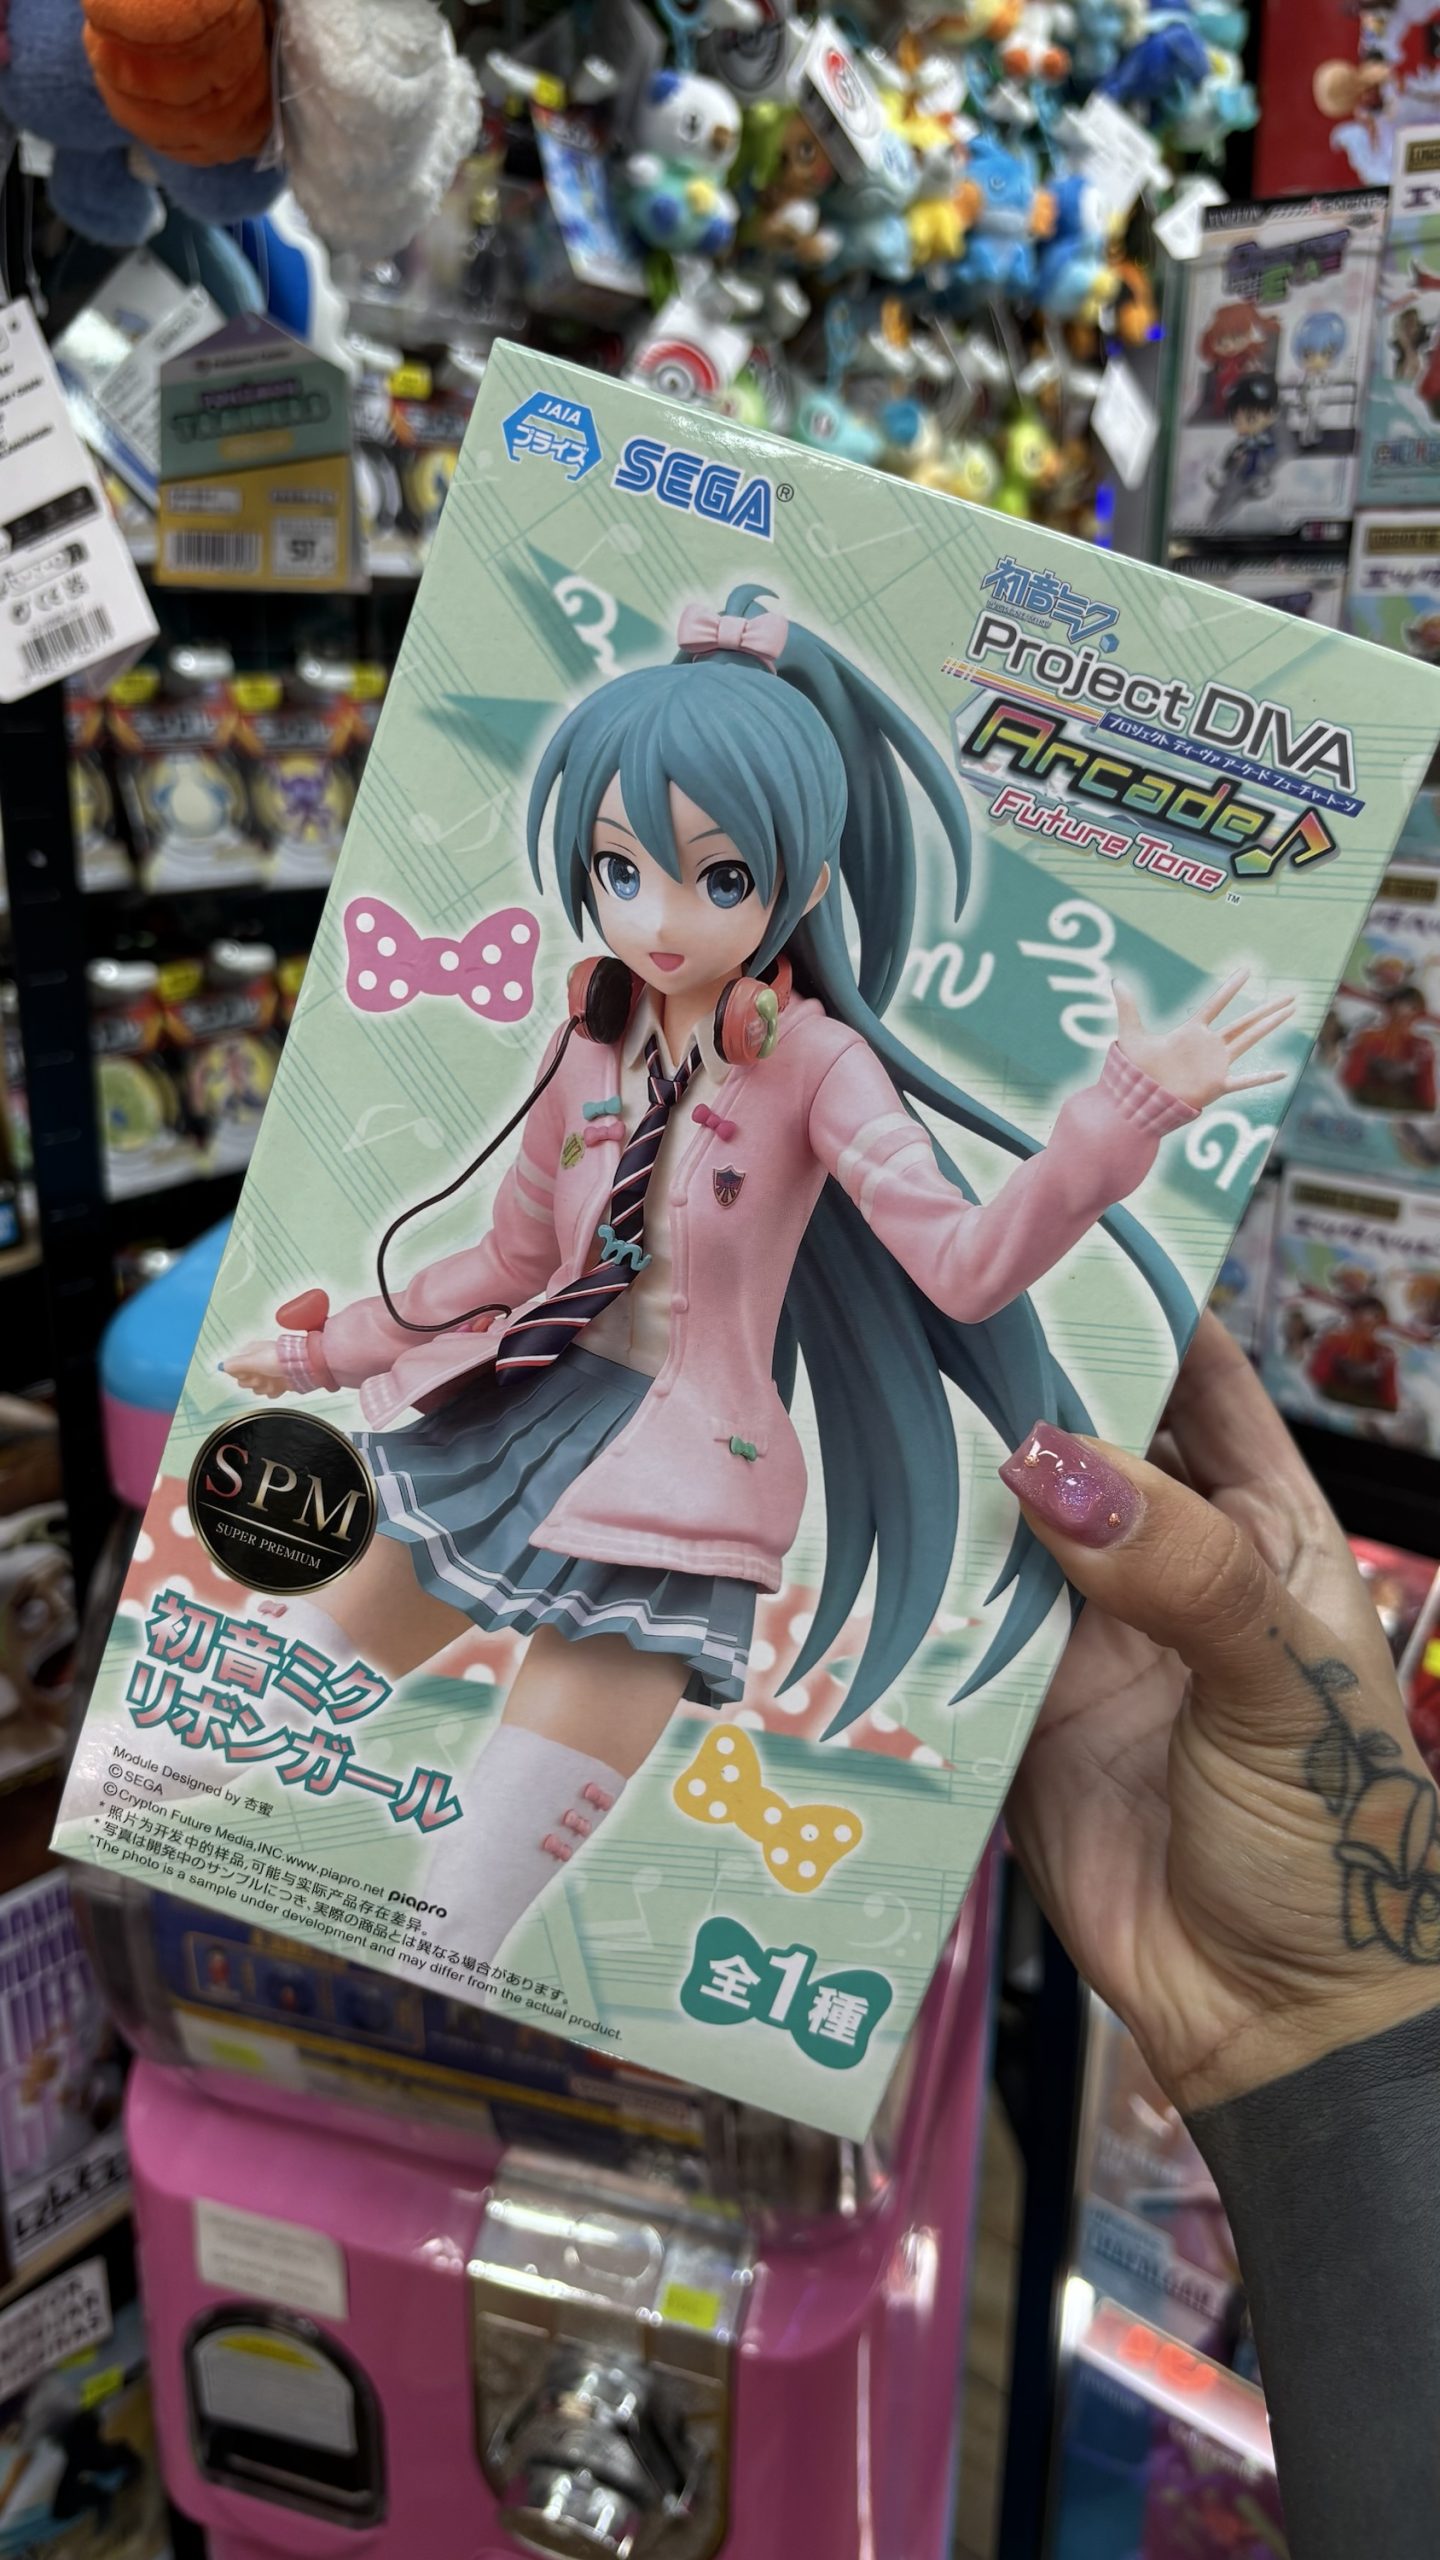 JAIA
プライズ
SEGA®
初音ミク
Project DIVA
プロジェクト ディーヴァ アーケード フューチャートーン
Arcade
Future Tone™
SPM
SUPER PREMIUM
初音ミク
リボンガール
Module Designed by 杏蜜
©SEGA
©Crypton Future Media,INC.www.piapro.net piapro
* 照片为开发中的样品,可能与实际产品存在差异。
* 写真は開発中のサンプルにつき、実際の商品とは異なる場合があります。
*The photo is a sample under development and may differ from the actual product.
全1種